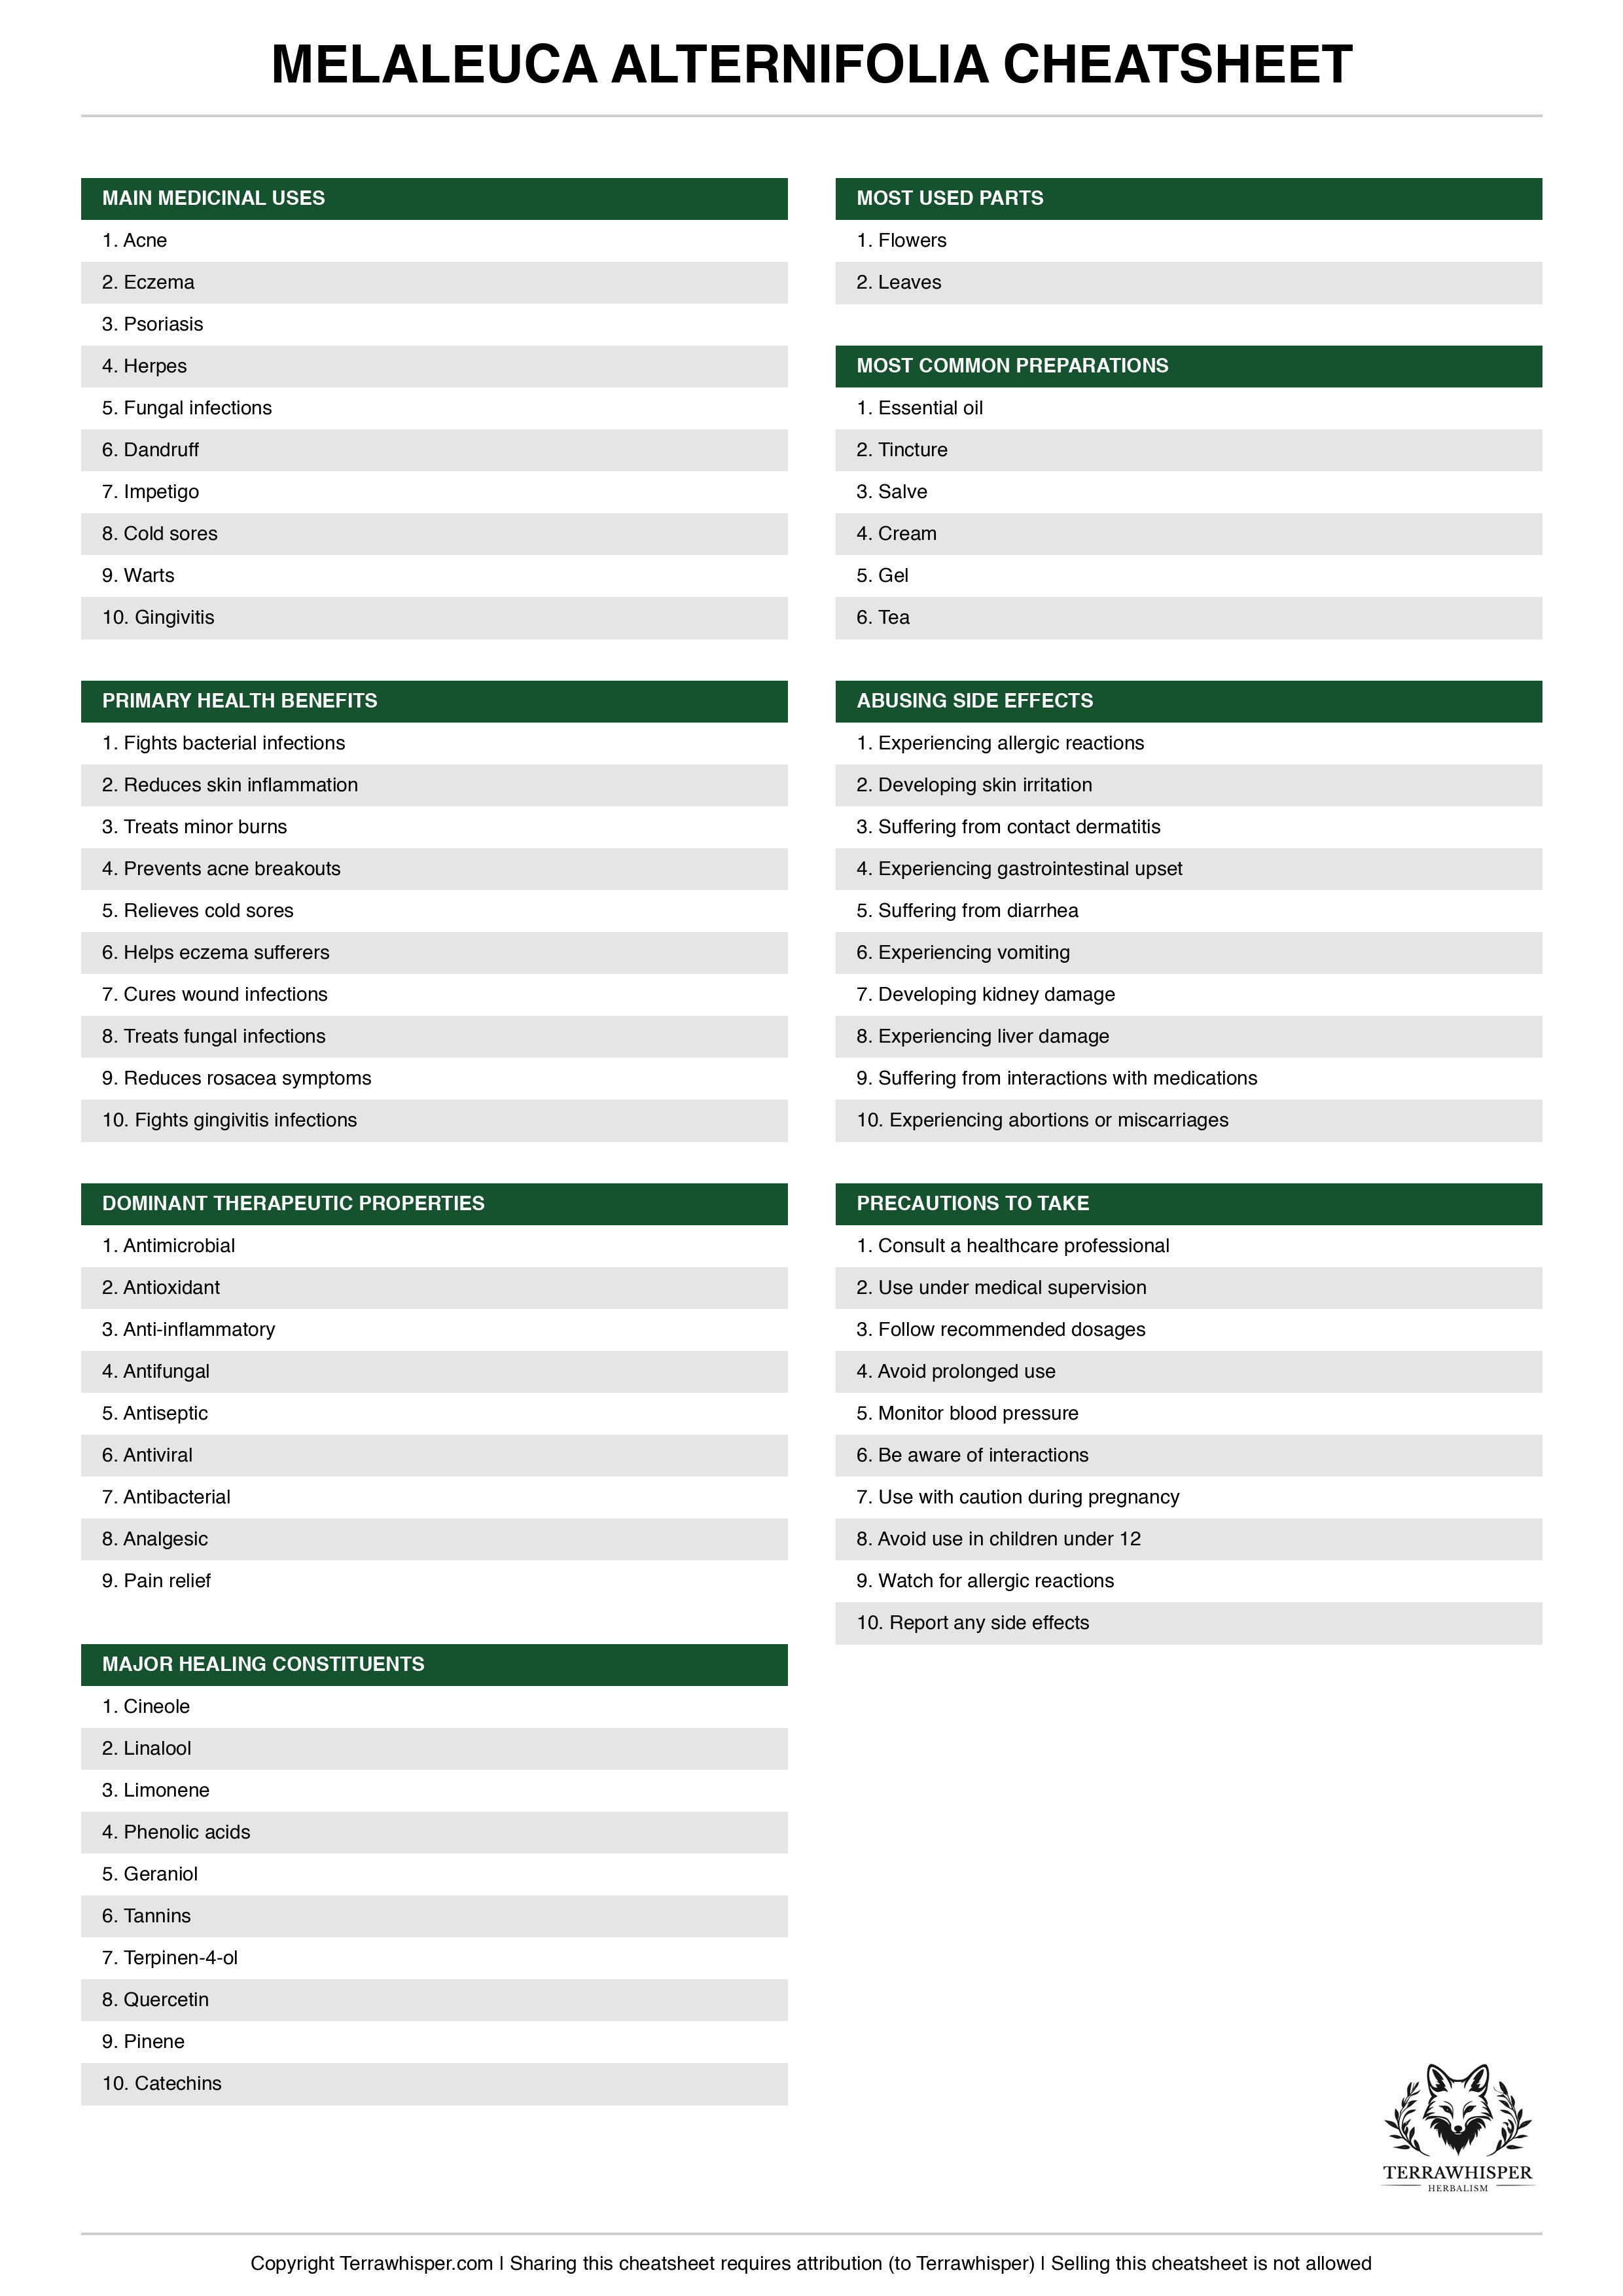 MELALEUCA ALTERNIFOLIA CHEATSHEET
MAIN MEDICINAL USES
1. Acne
2. Eczema
3. Psoriasis
4. Herpes
5. Fungal infections
6. Dandruff
7. Impetigo
8. Cold sores
9. Warts
10. Gingivitis
PRIMARY HEALTH BENEFITS
1. Fights bacterial infections
2. Reduces skin inflammation
3. Treats minor burns
4. Prevents acne breakouts
5. Relieves cold sores
6. Helps eczema sufferers
7. Cures wound infections
8. Treats fungal infections
9. Reduces rosacea symptoms
10. Fights gingivitis infections
DOMINANT THERAPEUTIC PROPERTIES
1. Antimicrobial
2. Antioxidant
3. Anti-inflammatory
4. Antifungal
5. Antiseptic
6. Antiviral
7. Antibacterial
8. Analgesic
9. Pain relief
MAJOR HEALING CONSTITUENTS
1. Cineole
2. Linalool
3. Limonene
4. Phenolic acids
5. Geraniol
6. Tannins
7. Terpinen-4-ol
8. Quercetin
9. Pinene
10. Catechins
MOST USED PARTS
1. Flowers
2. Leaves
MOST COMMON PREPARATIONS
1. Essential oil
2. Tincture
3. Salve
4. Cream
5. Gel
6. Tea
ABUSING SIDE EFFECTS
1. Experiencing allergic reactions
2. Developing skin irritation
3. Suffering from contact dermatitis
4. Experiencing gastrointestinal upset
5. Suffering from diarrhea
6. Experiencing vomiting
7. Developing kidney damage
8. Experiencing liver damage
9. Suffering from interactions with medications
10. Experiencing abortions or miscarriages
PRECAUTIONS TO TAKE
1. Consult a healthcare professional
2. Use under medical supervision
3. Follow recommended dosages
4. Avoid prolonged use
5. Monitor blood pressure
6. Be aware of interactions
7. Use with caution during pregnancy
8. Avoid use in children under 12
9. Watch for allergic reactions
10. Report any side effects
TERRAWHISPER
HERBALISM
Copyright Terrawhisper.com | Sharing this cheatsheet requires attribution (to Terrawhisper) | Selling this cheatsheet is not allowed